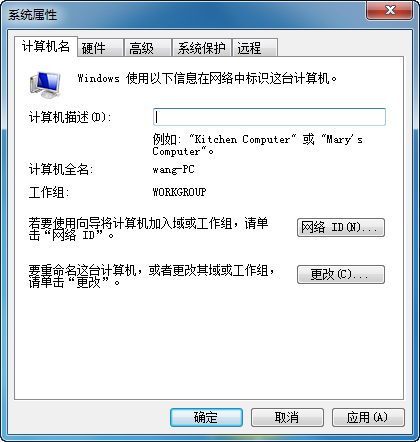 系统属性
计算机名 硬件 高级 系统保护 远程
Windows 使用以下信息在网络中标识这台计算机。
计算机描述(D):
例如: "Kitchen Computer" 或 "Mary's
Computer"。
计算机全名: wang-PC
工作组: WORKGROUP
若要使用向导将计算机加入域或工作组，请单
击“网络 ID”。
网络 ID(N)...
要重命名这台计算机，或者更改其域或工作组，
请单击“更改”。
更改(C)...
确定 取消 应用(A)